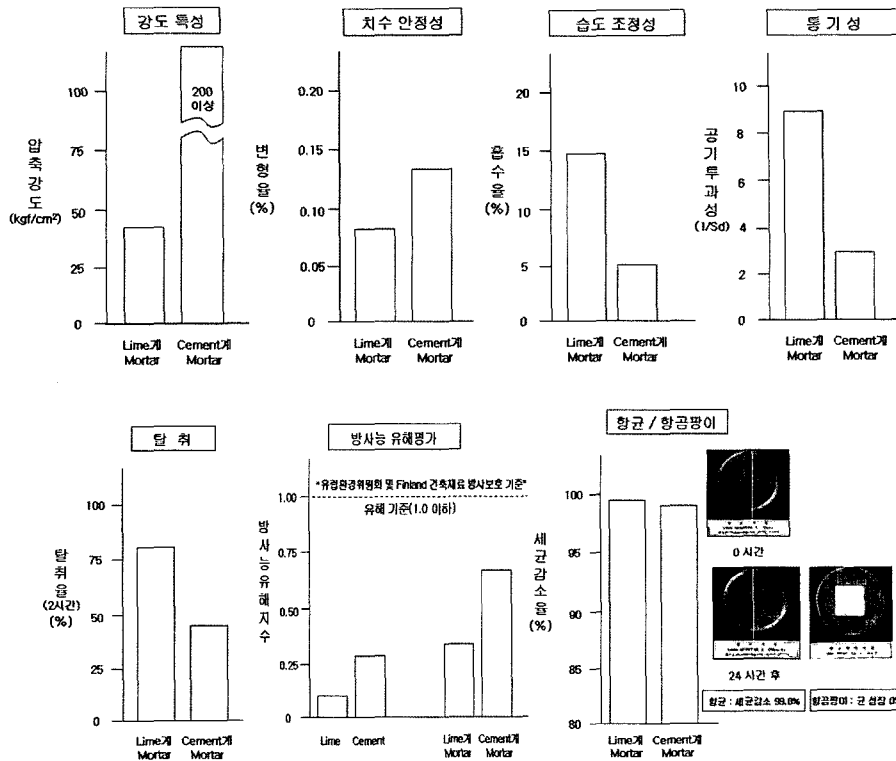 강도 특성
100
75
50
25
0
200
이상
압축강도
(kgf/cm²)
Lime계
Mortar
Cement계
Mortar
치수 안정성
0.20
0.15
0.10
0.05
0
변형율
(%)
Lime계
Mortar
Cement계
Mortar
습도 조정성
20
15
10
5
0
흡수율
(%)
Lime계
Mortar
Cement계
Mortar
통기성
10
8
6
4
2
0
공기투과성
(1/Sd)
Lime계
Mortar
Cement계
Mortar
탈 취
100
75
50
25
0
탈취율
(2시간)
(%)
Lime계
Mortar
Cement계
Mortar
방사능 유해평가
*유럽환경위원회 및 Finland 건축재료 방사보호 기준*
유해 기준(1.0 이하)
1.00
0.75
0.50
0.25
0
방사능유해지수
Lime
Cement
Lime계
Mortar
Cement계
Mortar
항균 / 항곰팡이
100
95
90
85
80
세균감소율
(%)
Lime계
Mortar
Cement계
Mortar
0 시간
24 시간 후
항균 : 세균감소 99.8%
항곰팡이 : 균 성장 0%